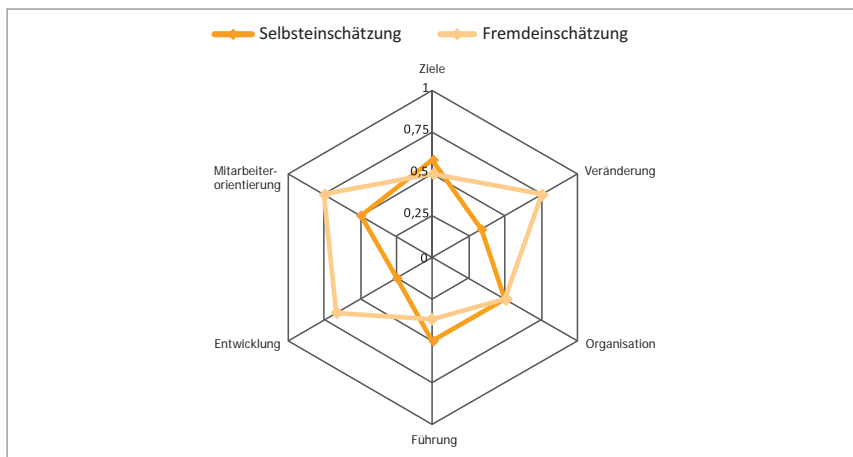 Selbsteinschätzung
Fremdeinschätzung
Ziele
1
0,75
Mitarbeiter-
orientierung
Veränderung
0,5
0,25
0
Entwicklung
Organisation
Führung